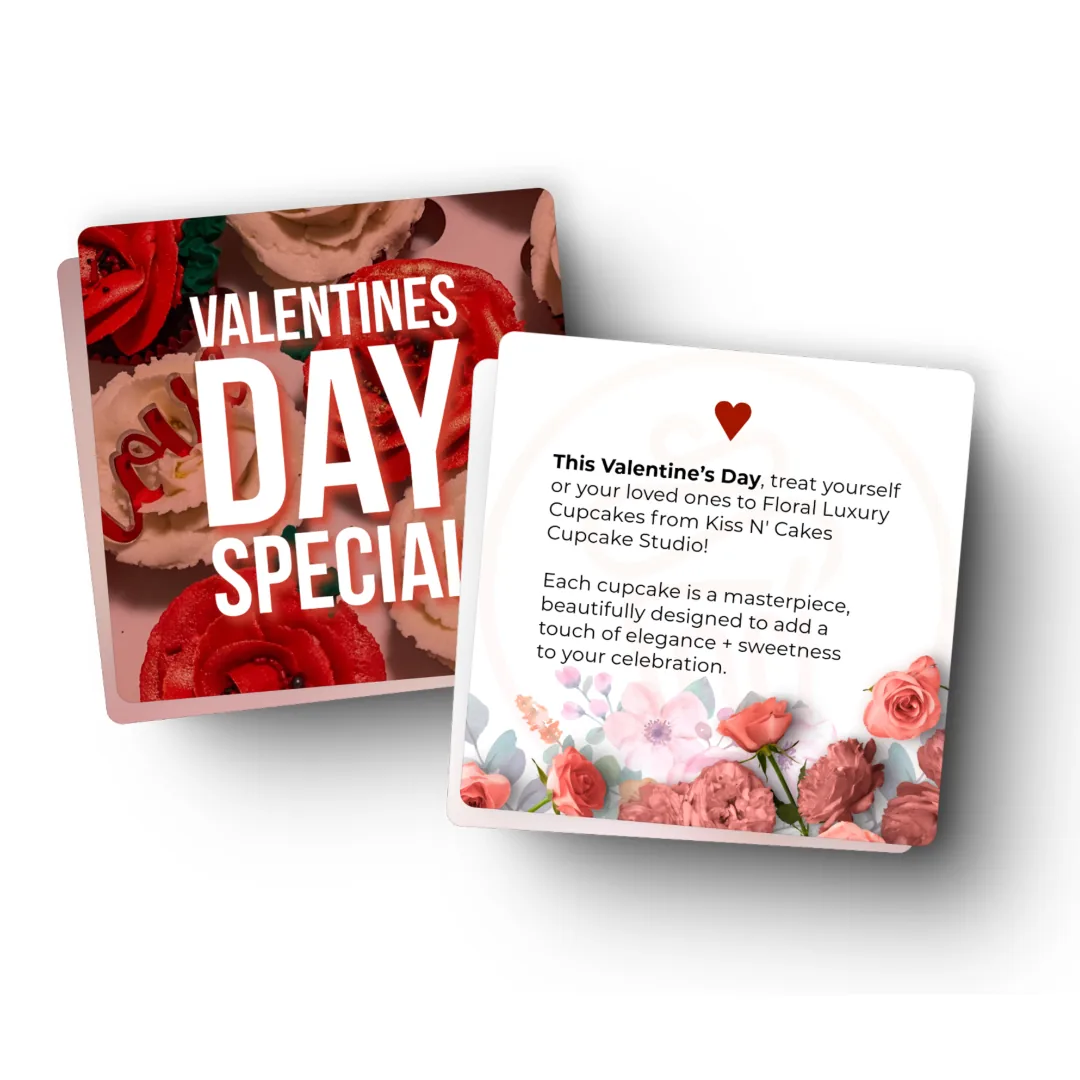 VALENTINES
DAY
SPECIAL
This Valentine’s Day, treat yourself
or your loved ones to Floral Luxury
Cupcakes from Kiss N' Cakes
Cupcake Studio!
Each cupcake is a masterpiece,
beautifully designed to add a
touch of elegance + sweetness
to your celebration.